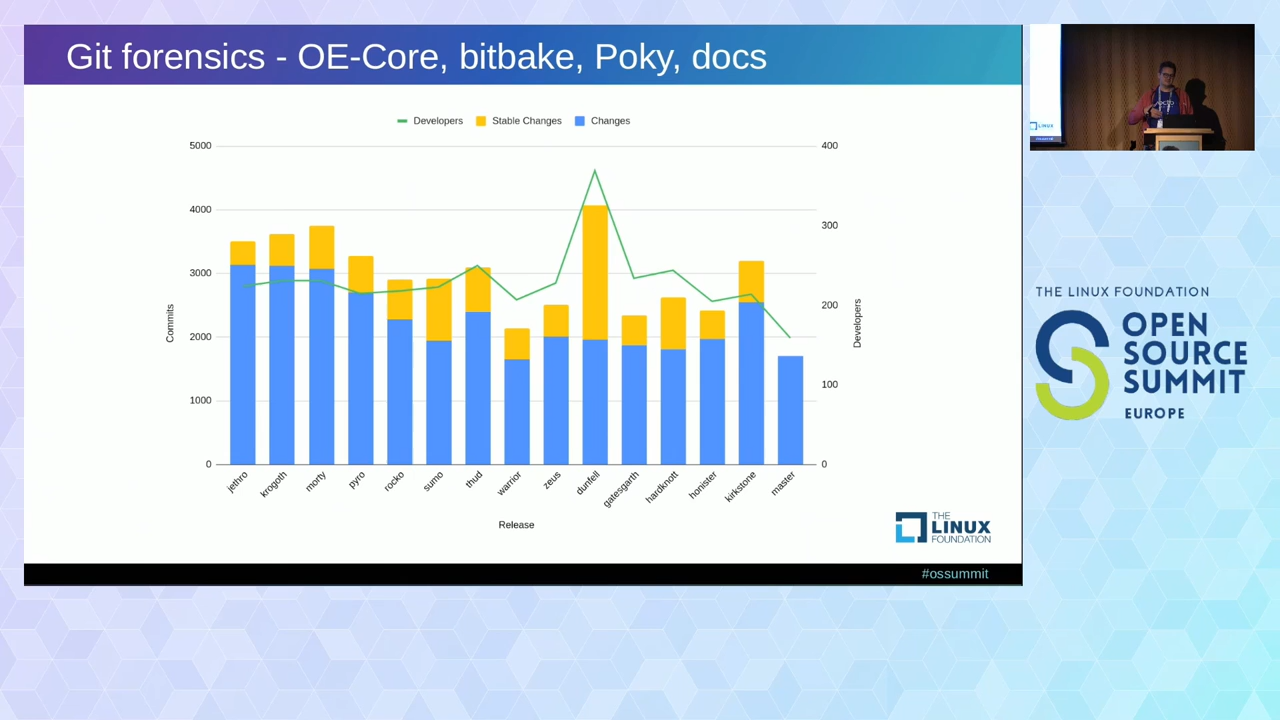 Git forensics - OE-Core, bitbake, Poky, docs
Developers Stable Changes Changes
5000
4000
3000
2000
1000
0
Commits
400
300
200
100
0
Developers
jethro
krogoth
morty
pyro
rocko
sumo
thud
warrior
zeus
dunfell
gatesgarth
hardknott
honister
kirkstone
master
Release
THE
LINUX
FOUNDATION
#ossummit
LINUX
THE LINUX FOUNDATION
OPEN
SOURCE
SUMMIT
EUROPE